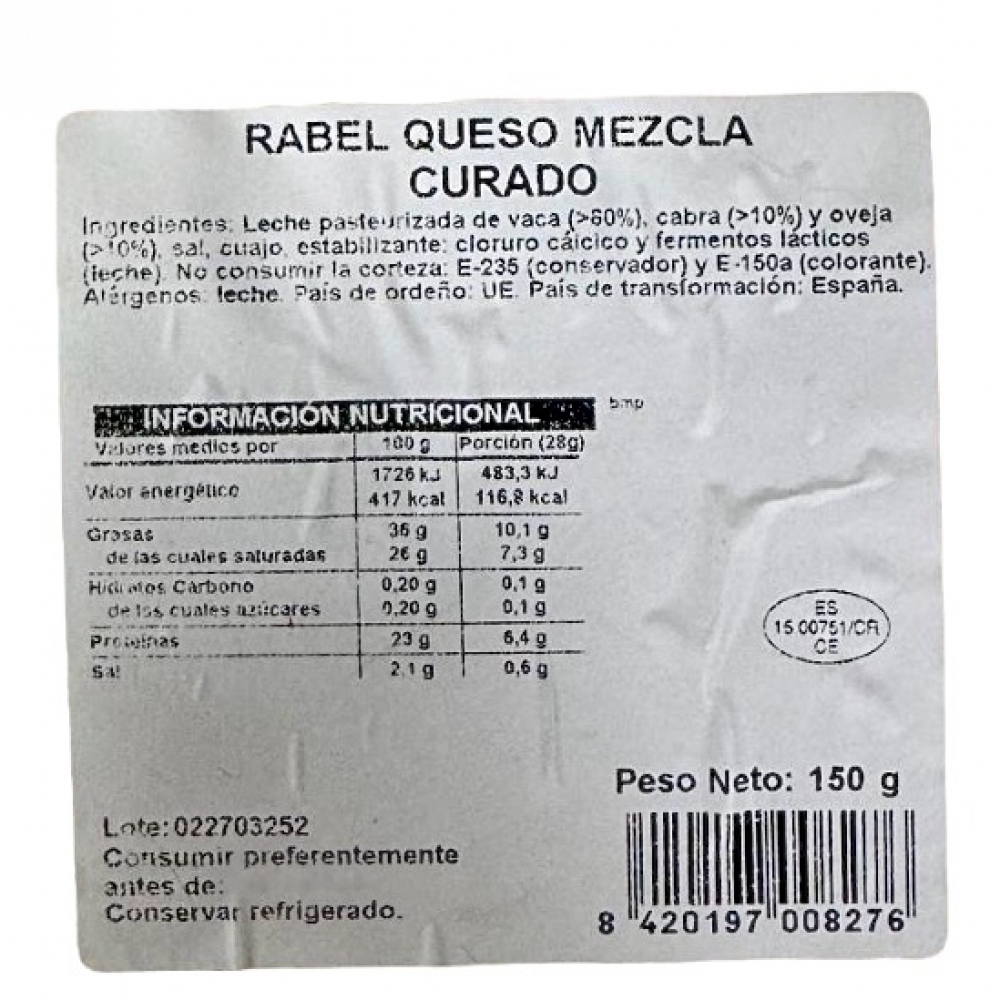 RABEL QUESO MEZCLA
CURADO
Ingredientes: Leche pasteurizada de vaca (>60%), cabra (>10%) y oveja
(>10%), sal, cuajo, estabilizante: cloruro cálcico y fermentos lácticos
(leche). No consumir la corteza: E-235 (conservador) y E-150a (colorante).
Alérgenos: leche. País de ordeño: UE. País de transformación: España.
INFORMACIÓN NUTRICIONAL
bmp
Valores medios por 100 g Porción (28g)
1726 kJ 483,3 kJ
Valor energético
417 kcal 116,8 kcal
Grasas 36 g 10,1 g
de las cuales saturadas 26 g 7,3 g
Hidratos Carbono 0,20 g 0,1 g
de los cuales azúcares 0,20 g 0,1 g
Proteínas 23 g 6,4 g
Sal 2,1 g 0,6 g
ES
15.00751/CR
CE
Peso Neto: 150 g
Lote:022703252
Consumir preferentemente
antes de:
Conservar refrigerado.
8 420197 008276